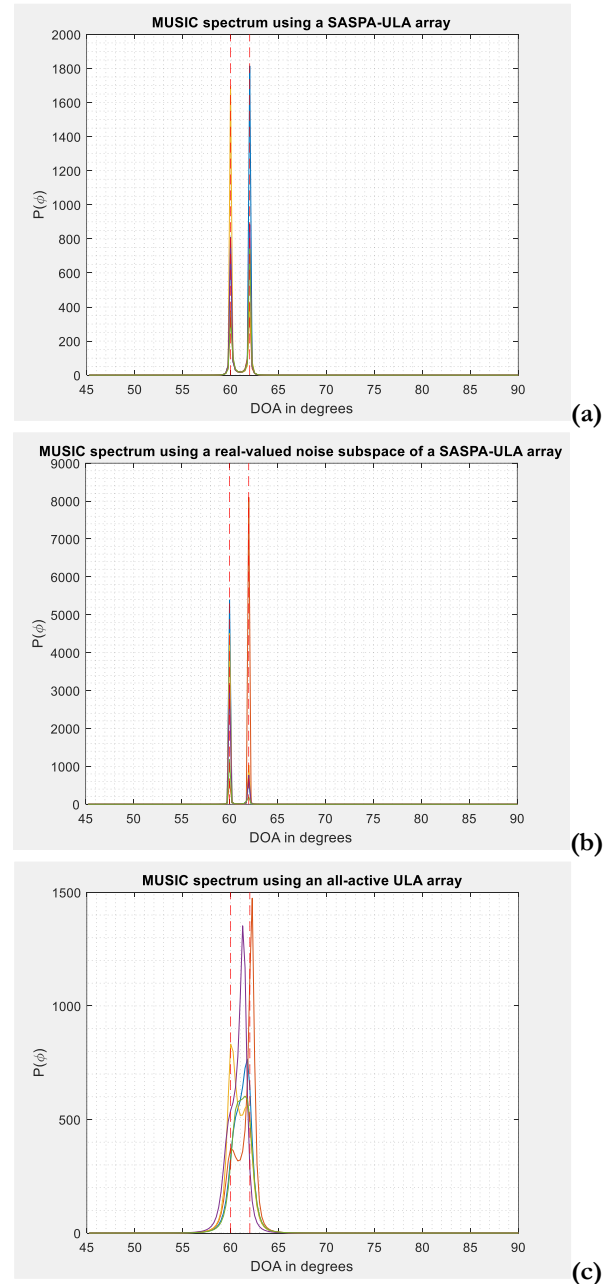 MUSIC spectrum using a SASPA-ULA array
2000
1800
1600
1400
1200
1000
800
600
400
200
0
P(ϕ)
45 50 55 60 65 70 75 80 85 90
DOA in degrees
(a)
MUSIC spectrum using a real-valued noise subspace of a SASPA-ULA array
9000
8000
7000
6000
5000
4000
3000
2000
1000
0
P(ϕ)
45 50 55 60 65 70 75 80 85 90
DOA in degrees
(b)
MUSIC spectrum using an all-active ULA array
1500
1000
500
0
P(ϕ)
45 50 55 60 65 70 75 80 85 90
DOA in degrees
(c)